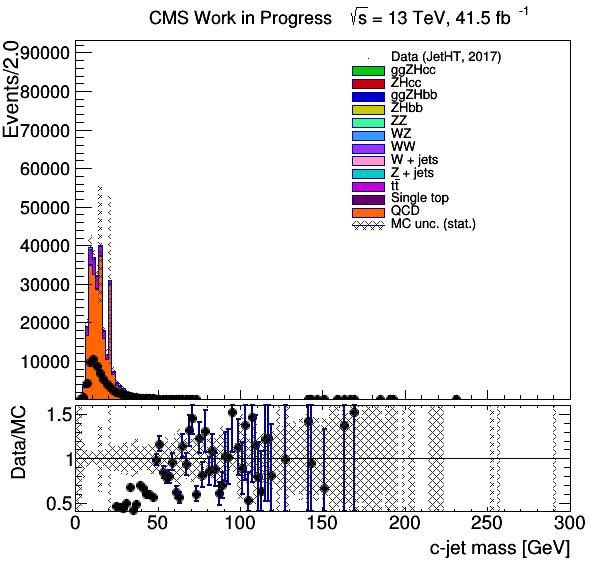 CMS Work in Progress √s = 13 TeV, 41.5 fb⁻¹
Events/2.0
90000
80000
70000
60000
50000
40000
30000
20000
10000
Data (JetHT, 2017)
ggZHcc
ZHcc
ggZHbb
ZHbb
ZZ
WZ
WW
W + jets
Z + jets
tt̄
Single top
QCD
MC unc. (stat.)
Data/MC
1.5
1
0.5
0 50 100 150 200 250 300
c-jet mass [GeV]